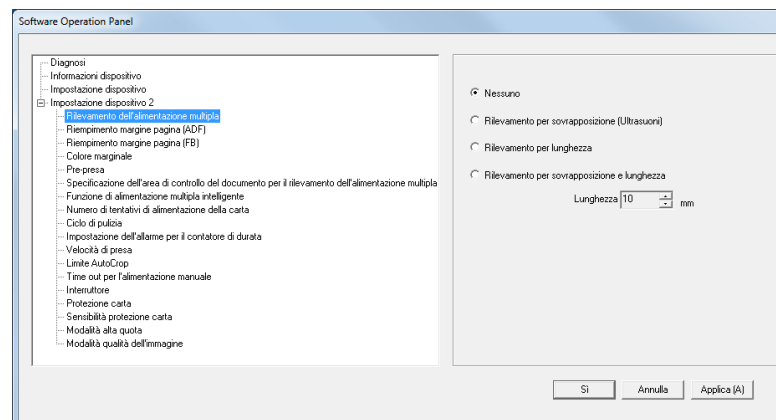 Software Operation Panel
Diagnosi
Informazioni dispositivo
Impostazione dispositivo
Impostazione dispositivo 2
Rilevamento dell'alimentazione multipla
Riempimento margine pagina (ADF)
Riempimento margine pagina (FB)
Colore marginale
Pre-presa
Specificazione dell'area di controllo del documento per il rilevamento dell'alimentazione multipla
Funzione di alimentazione multipla intelligente
Numero di tentativi di alimentazione della carta
Ciclo di pulizia
Impostazione dell'allarme per il contatore di durata
Velocità di presa
Limite AutoCrop
Time out per l'alimentazione manuale
Interruttore
Protezione carta
Sensibilità protezione carta
Modalità alta quota
Modalità qualità dell'immagine
Nessuno
Rilevamento per sovrapposizione (Ultrasuoni)
Rilevamento per lunghezza
Rilevamento per sovrapposizione e lunghezza
Lunghezza 10 mm
Sì Annulla Applica (A)